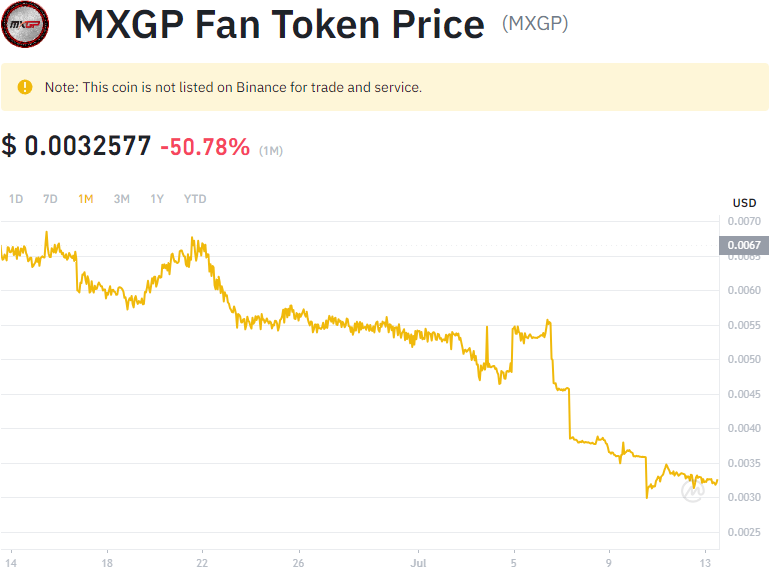 MXGP
MXGP Fan Token Price (MXGP)
Note: This coin is not listed on Binance for trade and service.
$ 0.0032577 -50.78% (1M)
1D 7D 1M 3M 1Y YTD
USD
0.0070
0.0067
0.0065
0.0060
0.0055
0.0050
0.0045
0.0040
0.0035
0.0030
0.0025
14 18 22 26 Jul 5 9 13